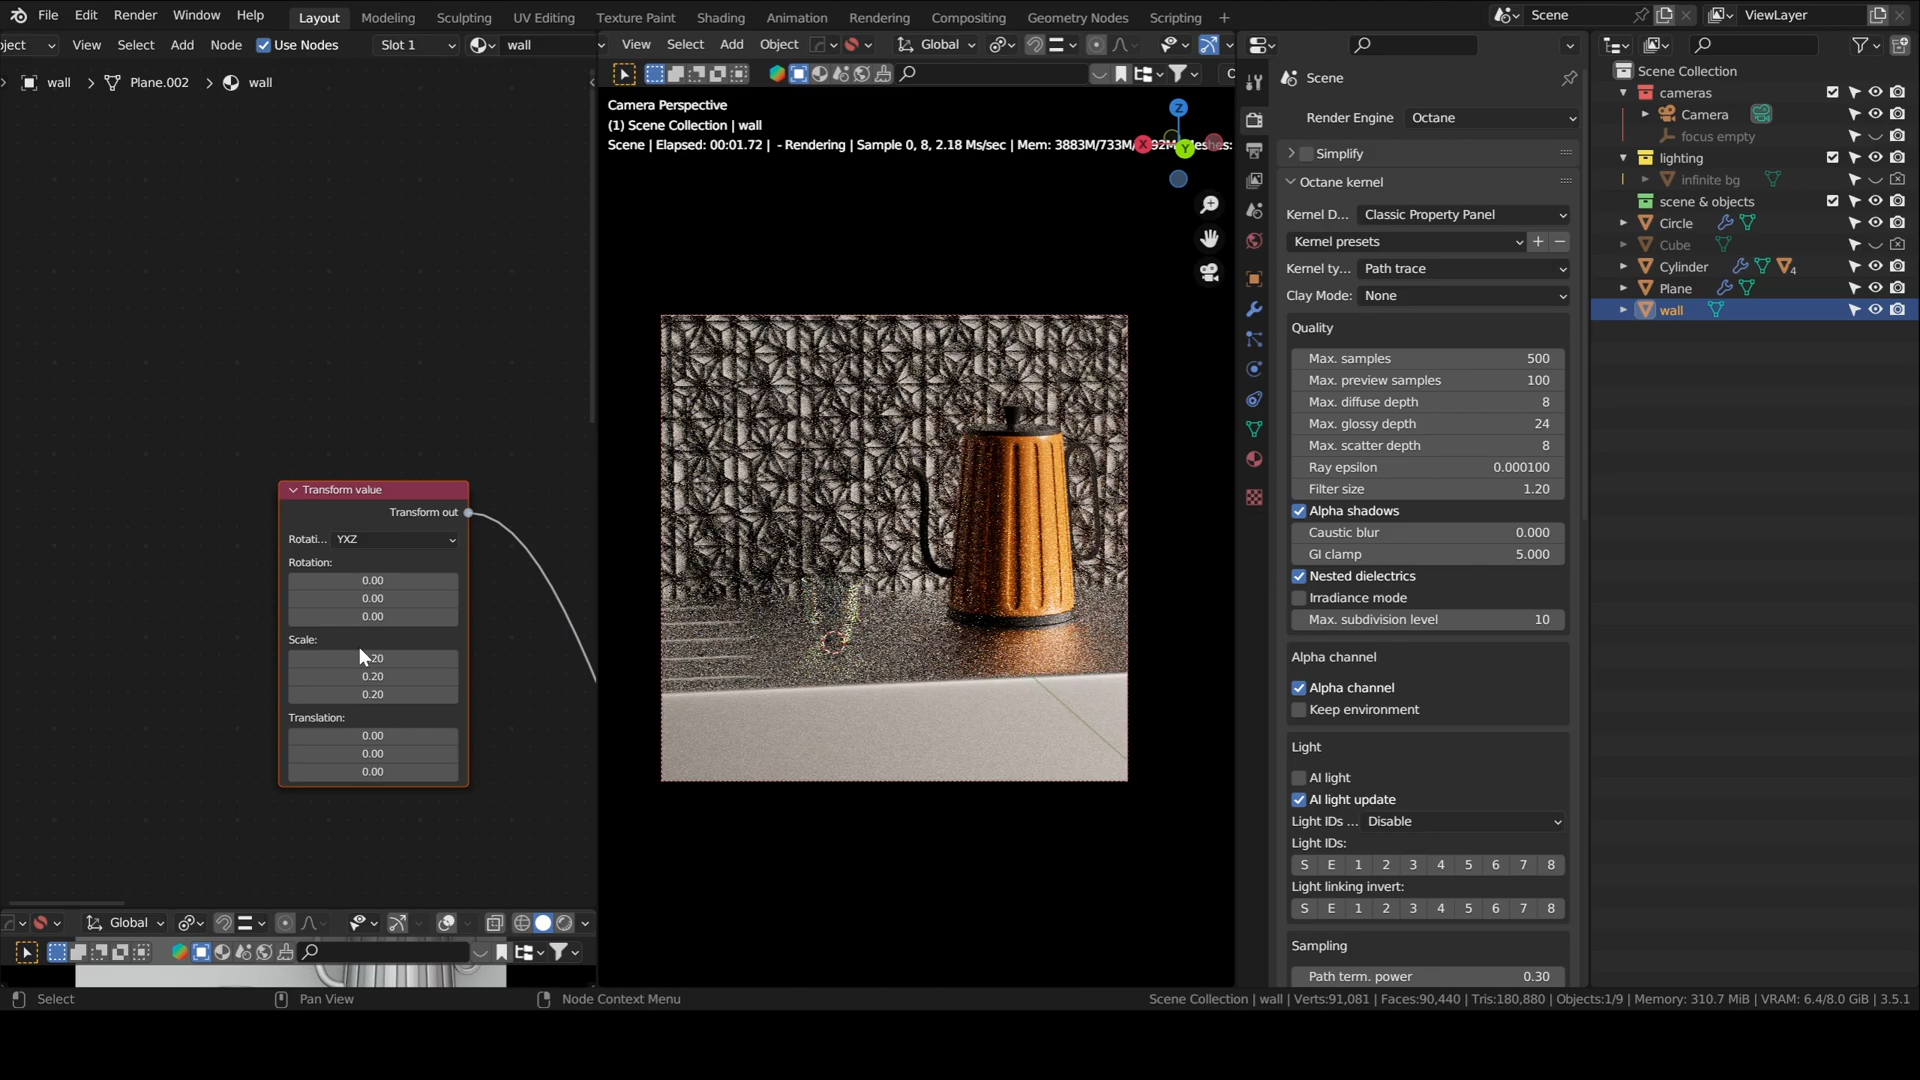 File Edit Render Window Help Layout Modeling Sculpting UV Editing Texture Paint Shading Animation Rendering Compositing Geometry Nodes Scripting + Scene ViewLayer
ject View Select Add Node Use Nodes Slot 1 wall
wall > Plane.002 > wall
Transform value
Transform out
Rotati... YXZ
Rotation:
0.00
0.00
0.00
Scale:
0.20
0.20
Translation:
0.00
0.00
0.00
Global
Select Pan View Node Context Menu
View Select Add Object Global
Camera Perspective
(1) Scene Collection | wall
Scene | Elapsed: 00:01.72 | - Rendering | Sample 0, 8, 2.18 Ms/sec | Mem: 3883M/733M/
X
Y
Z
Scene
Render Engine Octane
Simplify
Octane kernel
Kernel D... Classic Property Panel
Kernel presets
Kernel ty... Path trace
Clay Mode: None
Quality
Max. samples 500
Max. preview samples 100
Max. diffuse depth 8
Max. glossy depth 24
Max. scatter depth 8
Ray epsilon 0.000100
Filter size 1.20
Alpha shadows
Caustic blur 0.000
GI clamp 5.000
Nested dielectrics
Irradiance mode
Max. subdivision level 10
Alpha channel
Alpha channel
Keep environment
Light
AI light
AI light update
Light IDs ... Disable
Light IDs:
S E 1 2 3 4 5 6 7 8
Light linking invert:
S E 1 2 3 4 5 6 7 8
Sampling
Path term. power 0.30
Scene Collection
cameras
Camera
focus empty
lighting
infinite bg
scene & objects
Circle
Cube
Cylinder 4
Plane
wall
Scene Collection | wall | Verts:91,081 | Faces:90,440 | Tris:180,880 | Objects:1/9 | Memory: 310.7 MiB | VRAM: 6.4/8.0 GiB | 3.5.1